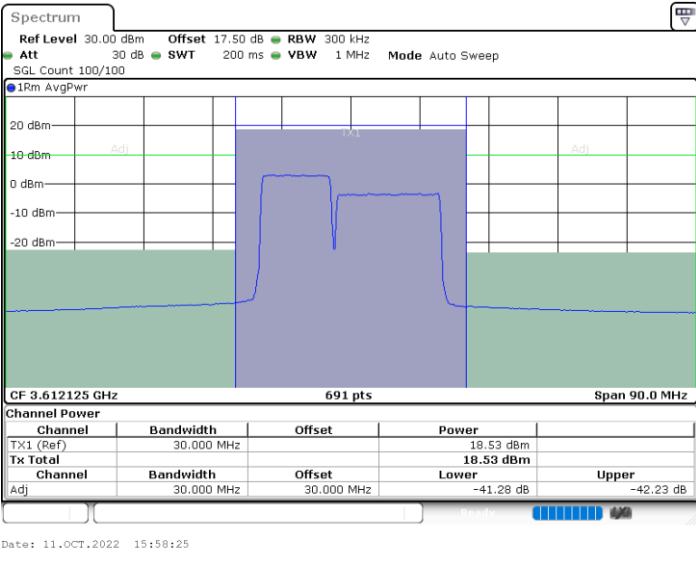 Spectrum
Ref Level 30.00 dBm Offset 17.50 dB RBW 300 kHz
Att 30 dB SWT 200 ms VBW 1 MHz Mode Auto Sweep
SGL Count 100/100
1Rm AvgPwr
20 dBm
TX1
Adj Adj
10 dBm
0 dBm
-10 dBm
-20 dBm
CF 3.612125 GHz 691 pts Span 90.0 MHz
Channel Power
Channel Bandwidth Offset Power
TX1 (Ref) 30.000 MHz 18.53 dBm
Tx Total 18.53 dBm
Channel Bandwidth Offset Lower Upper
Adj 30.000 MHz 30.000 MHz -41.28 dB -42.23 dB
Ready
Date: 11.OCT.2022 15:58:25